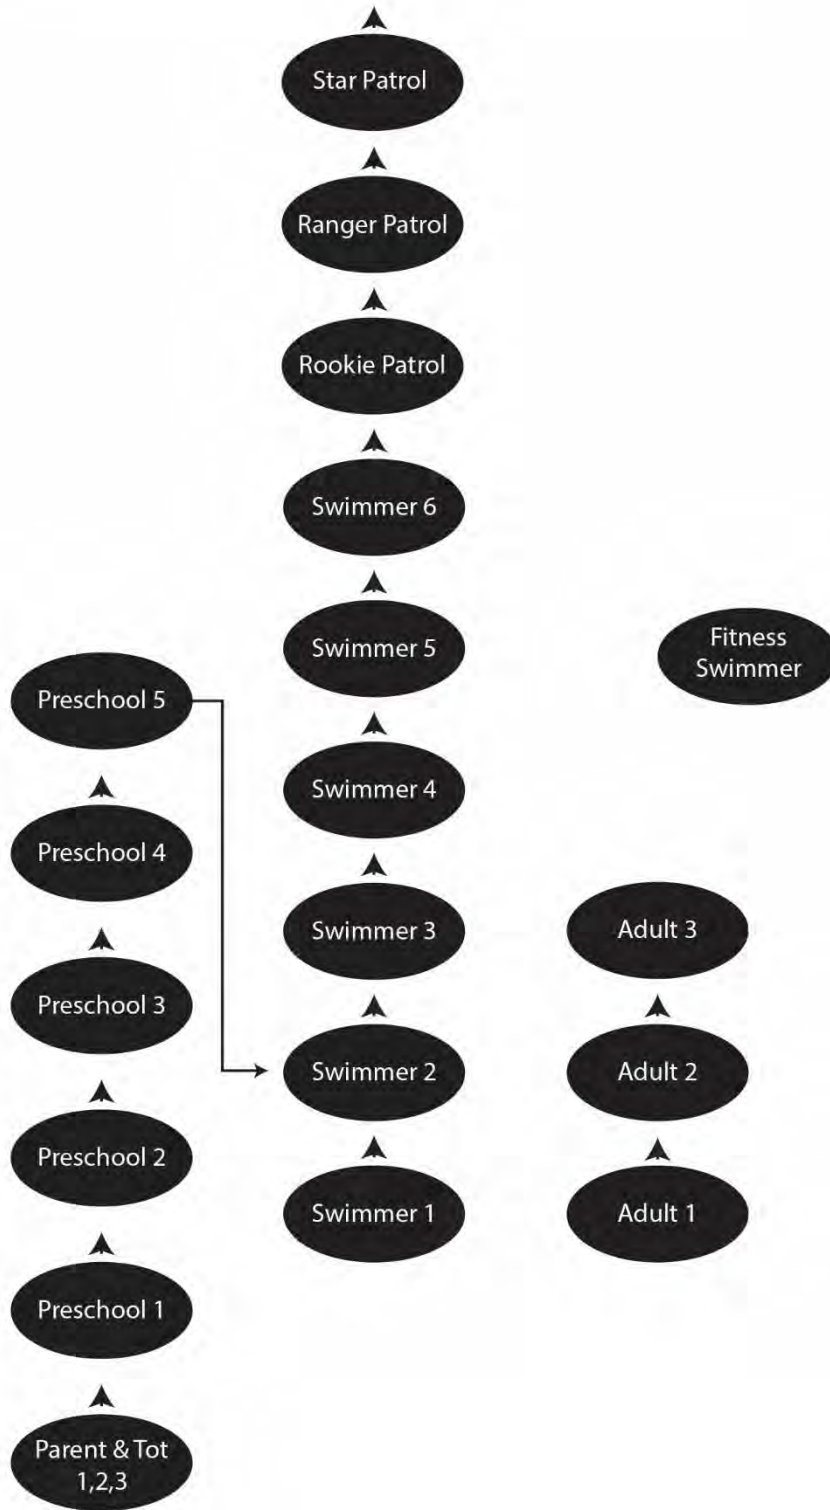 Star Patrol
Ranger Patrol
Rookie Patrol
Swimmer 6
Swimmer 5
Swimmer 4
Swimmer 3
Swimmer 2
Swimmer 1
Preschool 5
Preschool 4
Preschool 3
Preschool 2
Preschool 1
Parent & Tot
1,2,3
Fitness
Swimmer
Adult 3
Adult 2
Adult 1